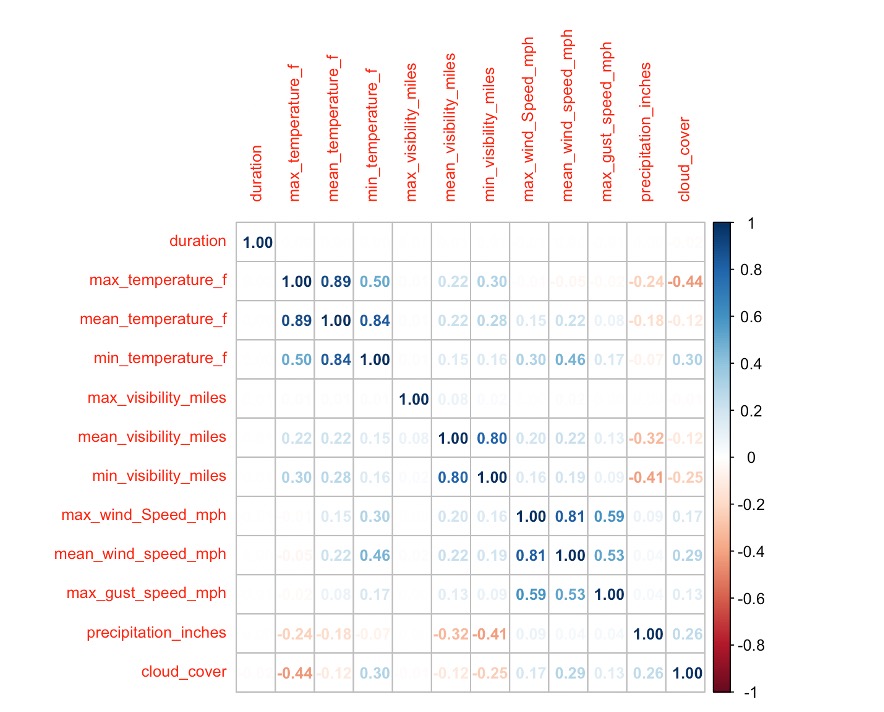 duration
max_temperature_f
mean_temperature_f
min_temperature_f
max_visibility_miles
mean_visibility_miles
min_visibility_miles
max_wind_Speed_mph
mean_wind_speed_mph
max_gust_speed_mph
precipitation_inches
cloud_cover
duration 1.00
max_temperature_f 1.00 0.89 0.50 0.22 0.30 -0.05 -0.24 -0.44
mean_temperature_f 0.89 1.00 0.84 0.22 0.28 0.15 0.22 0.08 -0.18 -0.12
min_temperature_f 0.50 0.84 1.00 0.15 0.16 0.30 0.46 0.17 -0.07 0.30
max_visibility_miles 1.00 0.08
mean_visibility_miles 0.22 0.22 0.15 0.08 1.00 0.80 0.20 0.22 0.13 -0.32 -0.12
min_visibility_miles 0.30 0.28 0.16 0.80 1.00 0.16 0.19 0.09 -0.41 -0.25
max_wind_Speed_mph 0.15 0.30 0.20 0.16 1.00 0.81 0.59 0.09 0.17
mean_wind_speed_mph -0.05 0.22 0.46 0.22 0.19 0.81 1.00 0.53 0.04 0.29
max_gust_speed_mph 0.08 0.17 0.13 0.09 0.59 0.53 1.00 0.04 0.13
precipitation_inches -0.24 -0.18 -0.07 -0.32 -0.41 0.09 0.04 0.04 1.00 0.26
cloud_cover -0.44 -0.12 0.30 -0.12 -0.25 0.17 0.29 0.13 0.26 1.00
1
0.8
0.6
0.4
0.2
0
-0.2
-0.4
-0.6
-0.8
-1